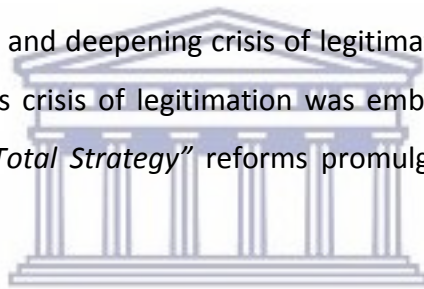 and deepening crisis of legitima
s crisis of legitimation was emb
Total Strategy” reforms promulg